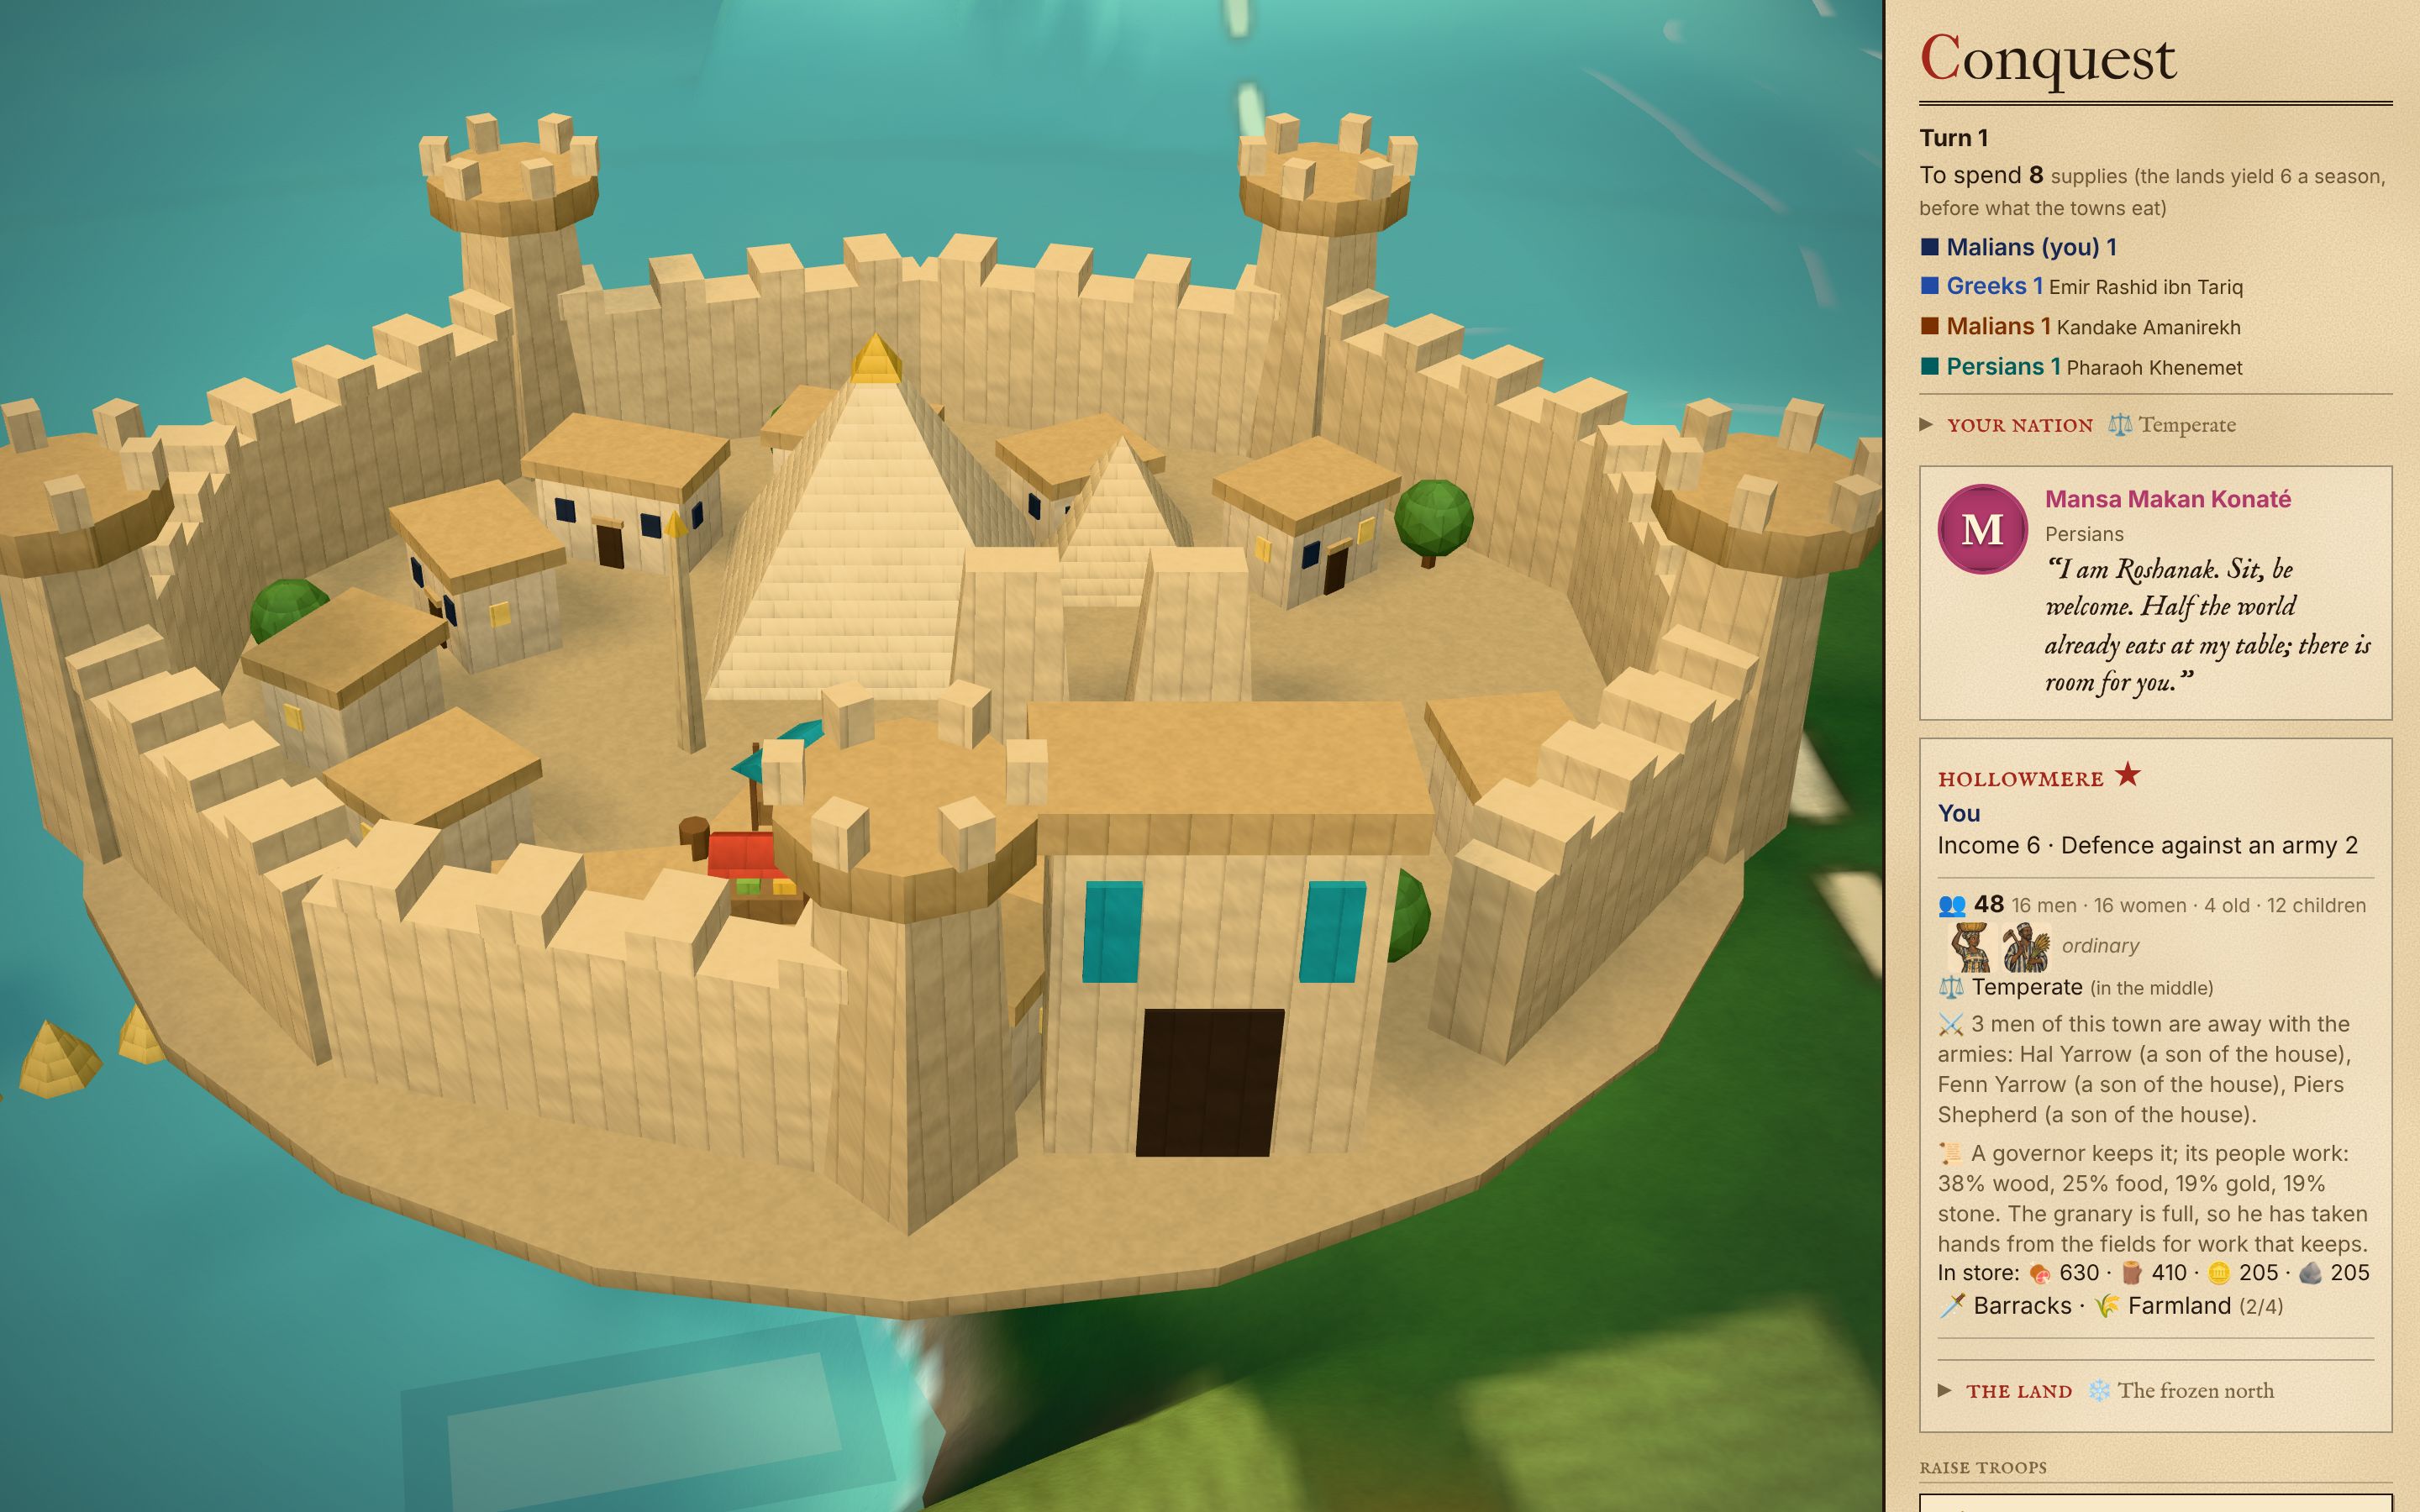 Conquest
Turn 1
To spend 8 supplies (the lands yield 6 a season,
before what the towns eat)
Malians (you) 1
Greeks 1 Emir Rashid ibn Tariq
Malians 1 Kandake Amanirekh
Persians 1 Pharaoh Khenemet
YOUR NATION ⚖️ Temperate
M
Mansa Makan Konaté
Persians
“I am Roshanak. Sit, be
welcome. Half the world
already eats at my table; there is
room for you.”
HOLLOWMERE ★
You
Income 6 · Defence against an army 2
👥 48 16 men · 16 women · 4 old · 12 children
ordinary
⚖️ Temperate (in the middle)
⚔️ 3 men of this town are away with the
armies: Hal Yarrow (a son of the house),
Fenn Yarrow (a son of the house), Piers
Shepherd (a son of the house).
📜 A governor keeps it; its people work:
38% wood, 25% food, 19% gold, 19%
stone. The granary is full, so he has taken
hands from the fields for work that keeps.
In store: 🍖 630 · 🪵 410 · 🪙 205 · 🪨 205
🗡️ Barracks · 🌾 Farmland (2/4)
THE LAND ❄️ The frozen north
RAISE TROOPS